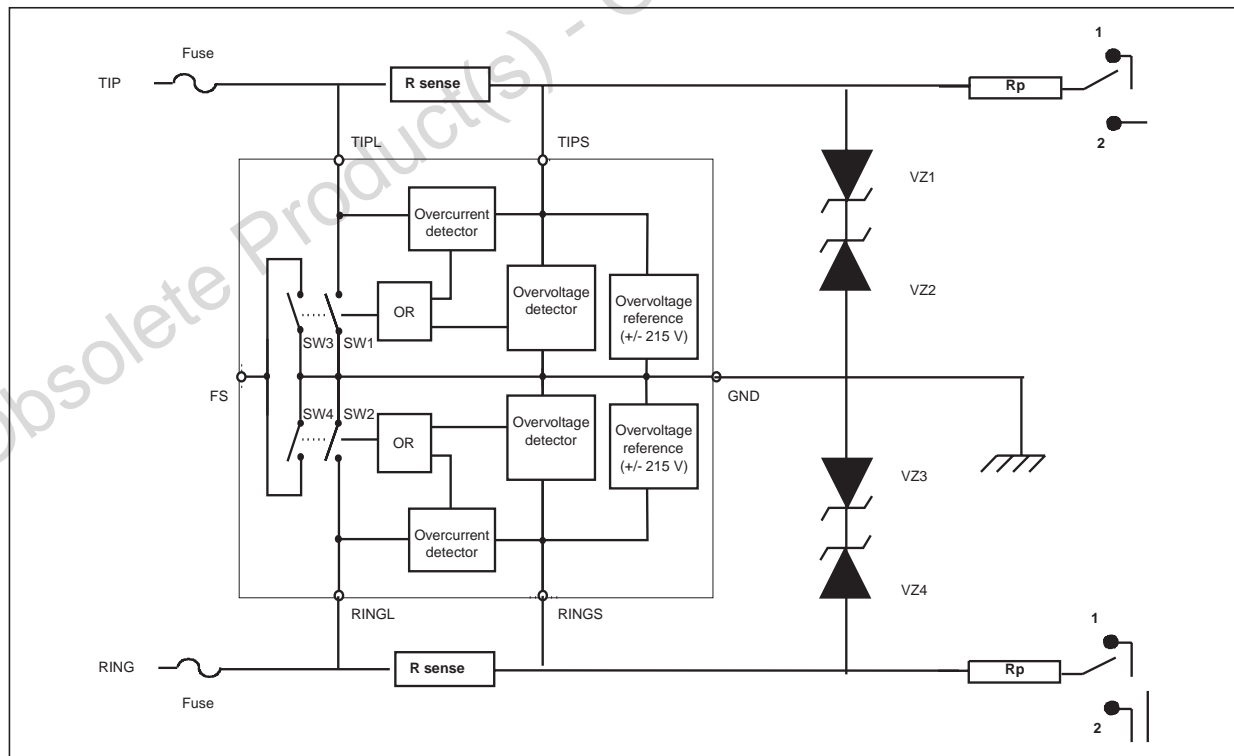 Obsolete Product(s) - O
Fuse
TIP
R sense
Rp
1
2
TIPL
TIPS
VZ1
VZ2
Overcurrent
detector
OR
Overvoltage
detector
Overvoltage
reference
(+/- 215 V)
SW3
SW1
FS
GND
SW4
SW2
OR
Overvoltage
detector
Overvoltage
reference
(+/- 215 V)
Overcurrent
detector
VZ3
VZ4
RINGL
RINGS
RING
Fuse
R sense
Rp
1
2